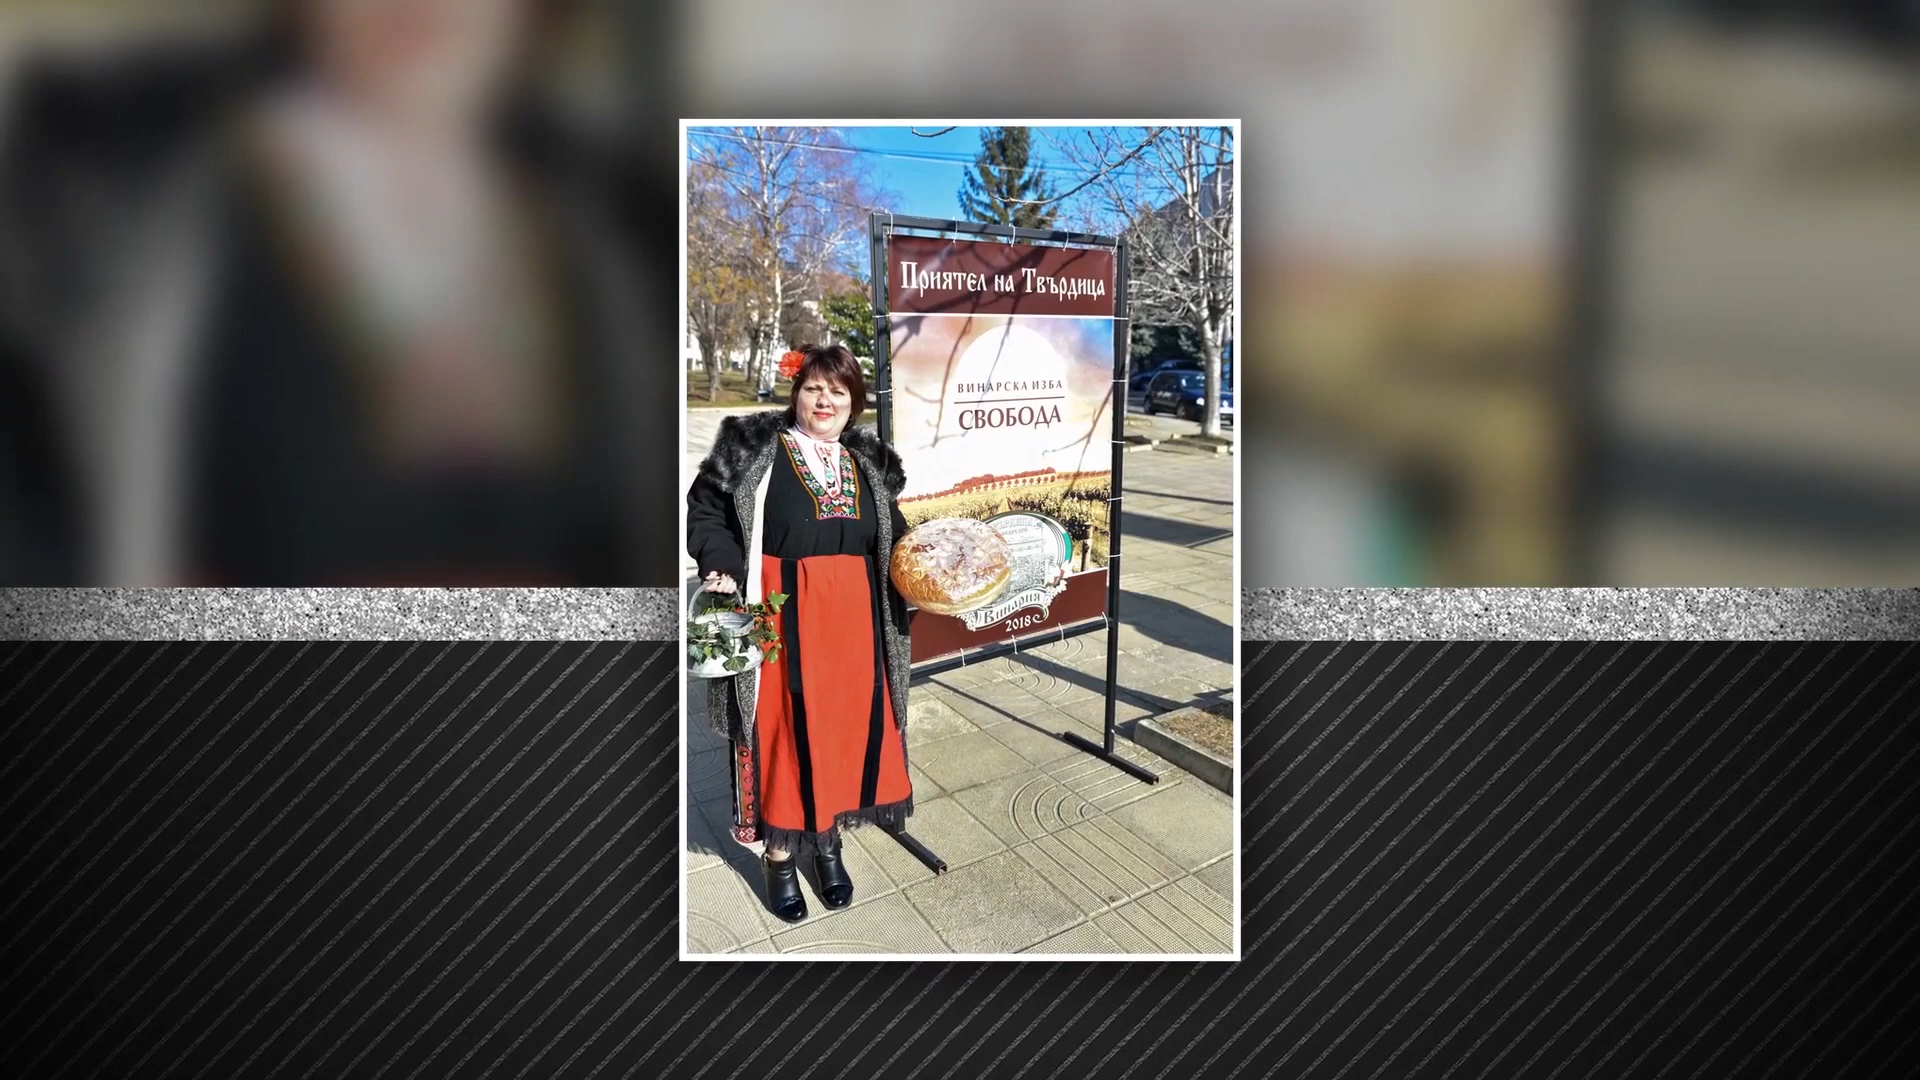 Приятел на Твърдица
ВИНАРСКА ИЗБА
СВОБОДА
Винария
2018